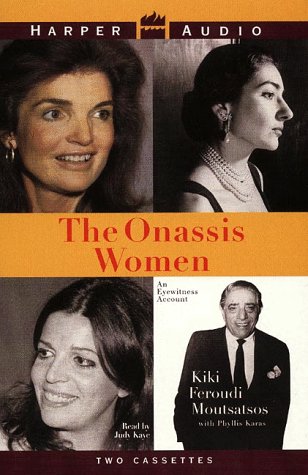 HARPER AUDIO
The Onassis
Women
An
Eyewitness
Account
Kiki
Feroudi
Moutsatsos
with Phyllis Karas
Read by
Judy Kaye
TWO CASSETTES